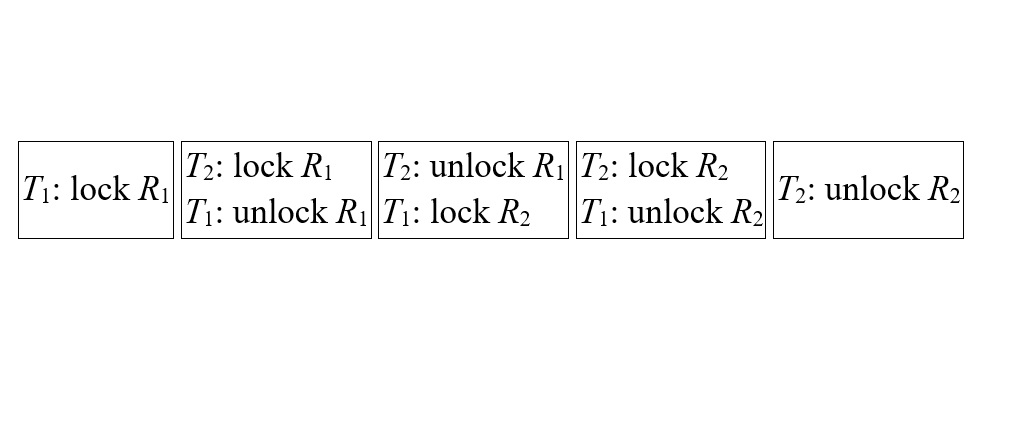 T₁: lock R₁
T₂: lock R₁
T₁: unlock R₁
T₂: unlock R₁
T₁: lock R₂
T₂: lock R₂
T₁: unlock R₂
T₂: unlock R₂